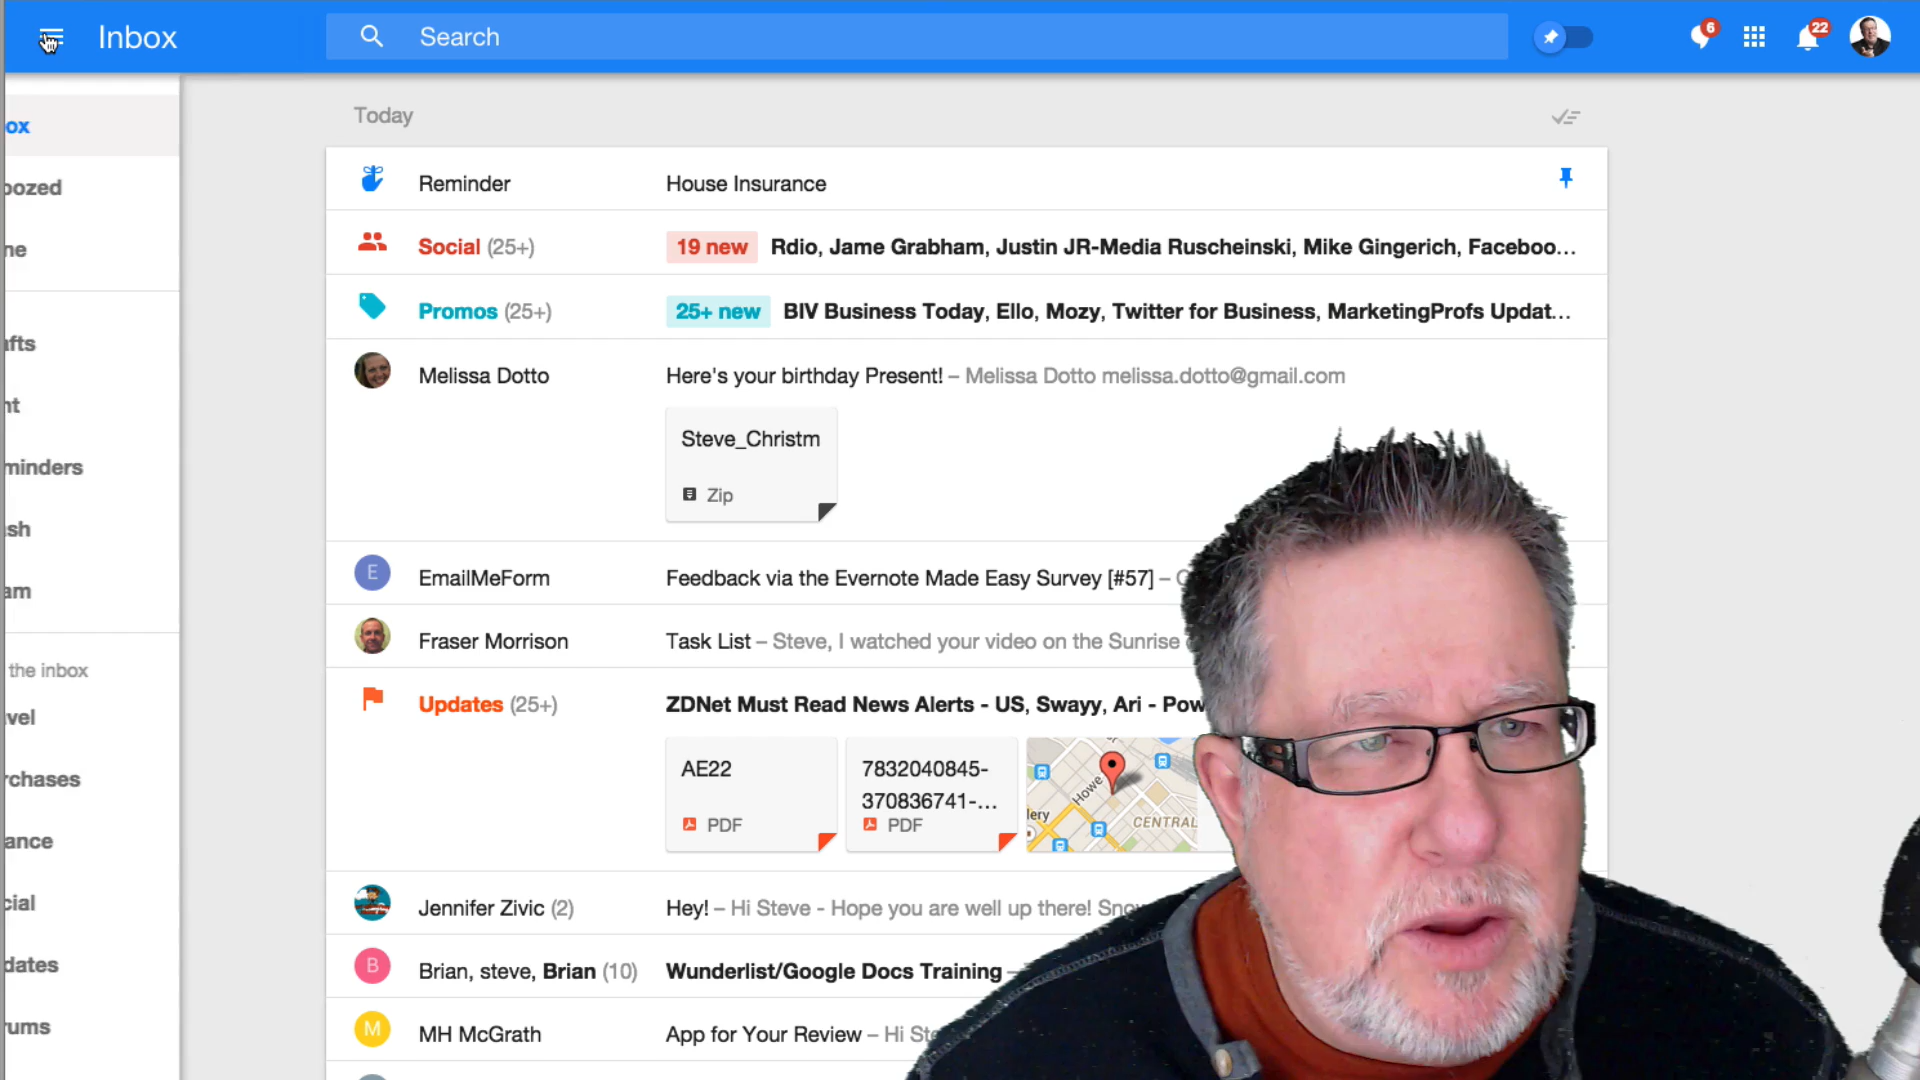 Inbox
Search
6
22
Today
ox
Reminder House Insurance
oozed
Social (25+) 19 new Rdio, Jame Grabham, Justin JR-Media Ruscheinski, Mike Gingerich, Faceboo...
ne
Promos (25+) 25+ new BIV Business Today, Ello, Mozy, Twitter for Business, MarketingProfs Updat...
afts
Melissa Dotto Here's your birthday Present! – Melissa Dotto melissa.dotto@gmail.com
nt
Steve_Christm
minders
Zip
ash
E EmailMeForm Feedback via the Evernote Made Easy Survey [#57] –
am
Fraser Morrison Task List – Steve, I watched your video on the Sunrise
the inbox
Updates (25+) ZDNet Must Read News Alerts - US, Swayy, Ari - Pow
avel
AE22
7832040845-
370836741-...
PDF
PDF
Howe
lery
CENTRAL
rchases
ance
cial
Jennifer Zivic (2) Hey! – Hi Steve - Hope you are well up there! Sno
dates
B Brian, steve, Brian (10) Wunderlist/Google Docs Training –
rums
M MH McGrath App for Your Review – Hi Ste